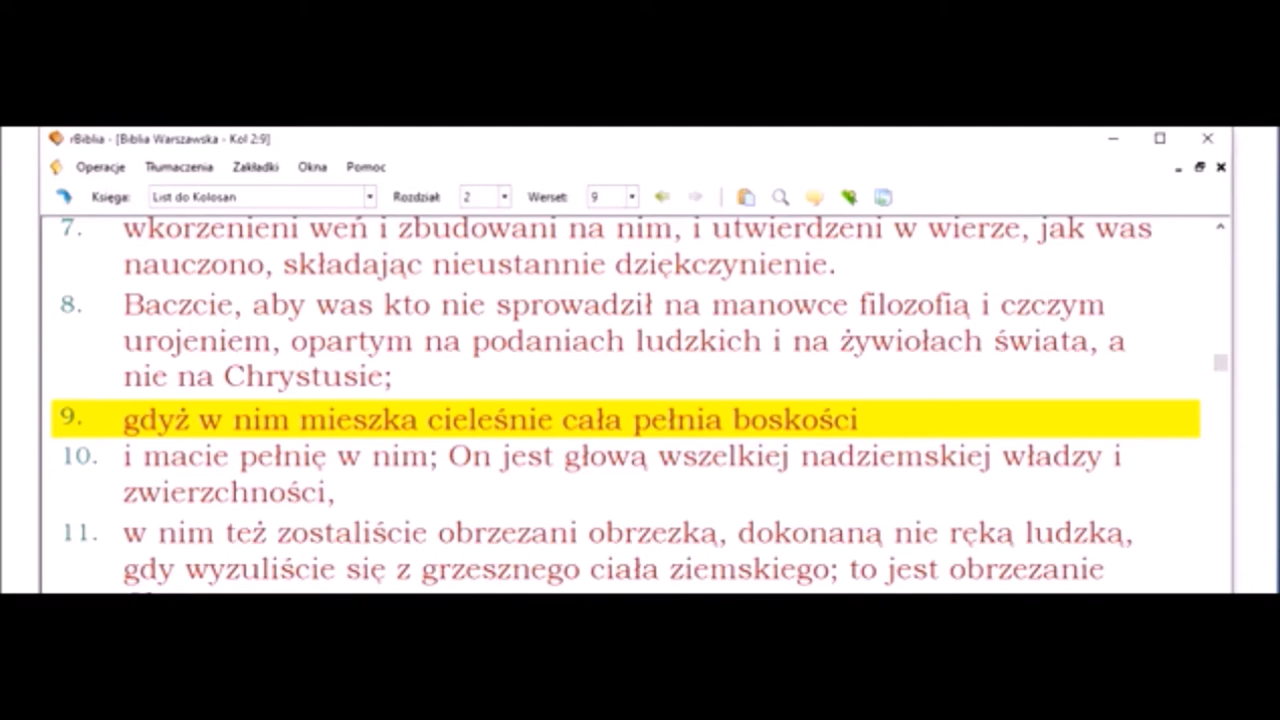 rBiblia - [Biblia Warszawska - Kol 2:9]
Operacje Tłumaczenia Zakładki Okna Pomoc
Księga: List do Kolosan Rozdział: 2 Werset: 9
7. wkorzenieni weń i zbudowani na nim, i utwierdzeni w wierze, jak was
nauczono, składając nieustannie dziękczynienie.
8. Baczcie, aby was kto nie sprowadził na manowce filozofią i czczym
urojeniem, opartym na podaniach ludzkich i na żywiołach świata, a
nie na Chrystusie;
9. gdyż w nim mieszka cieleśnie cała pełnia boskości
10. i macie pełnię w nim; On jest głową wszelkiej nadziemskiej władzy i
zwierzchności,
11. w nim też zostaliście obrzezani obrzezką, dokonaną nie ręką ludzką,
gdy wyzuliście się z grzesznego ciała ziemskiego; to jest obrzezanie